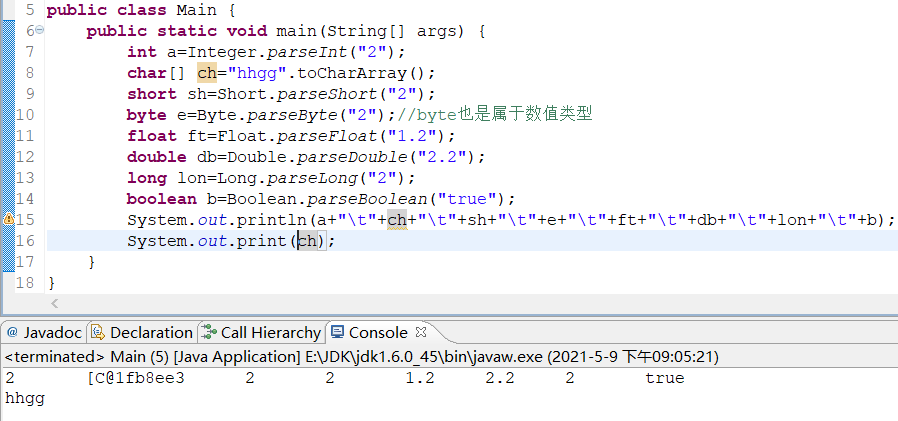 5 public class Main {
6 public static void main(String[] args) {
7 int a=Integer.parseInt("2");
8 char[] ch="hhgg".toCharArray();
9 short sh=Short.parseShort("2");
10 byte e=Byte.parseByte("2");//byte也是属于数值类型
11 float ft=Float.parseFloat("1.2");
12 double db=Double.parseDouble("2.2");
13 long lon=Long.parseLong("2");
14 boolean b=Boolean.parseBoolean("true");
15 System.out.println(a+"\t"+ch+"\t"+sh+"\t"+e+"\t"+ft+"\t"+db+"\t"+lon+"\t"+b);
16 System.out.print(ch);
17 }
18 }
@ Javadoc Declaration Call Hierarchy Console
<terminated> Main (5) [Java Application] E:\JDK\jdk1.6.0_45\bin\javaw.exe (2021-5-9 下午09:05:21)
2 [C@1fb8ee3 2 2 1.2 2.2 2 true
hhgg